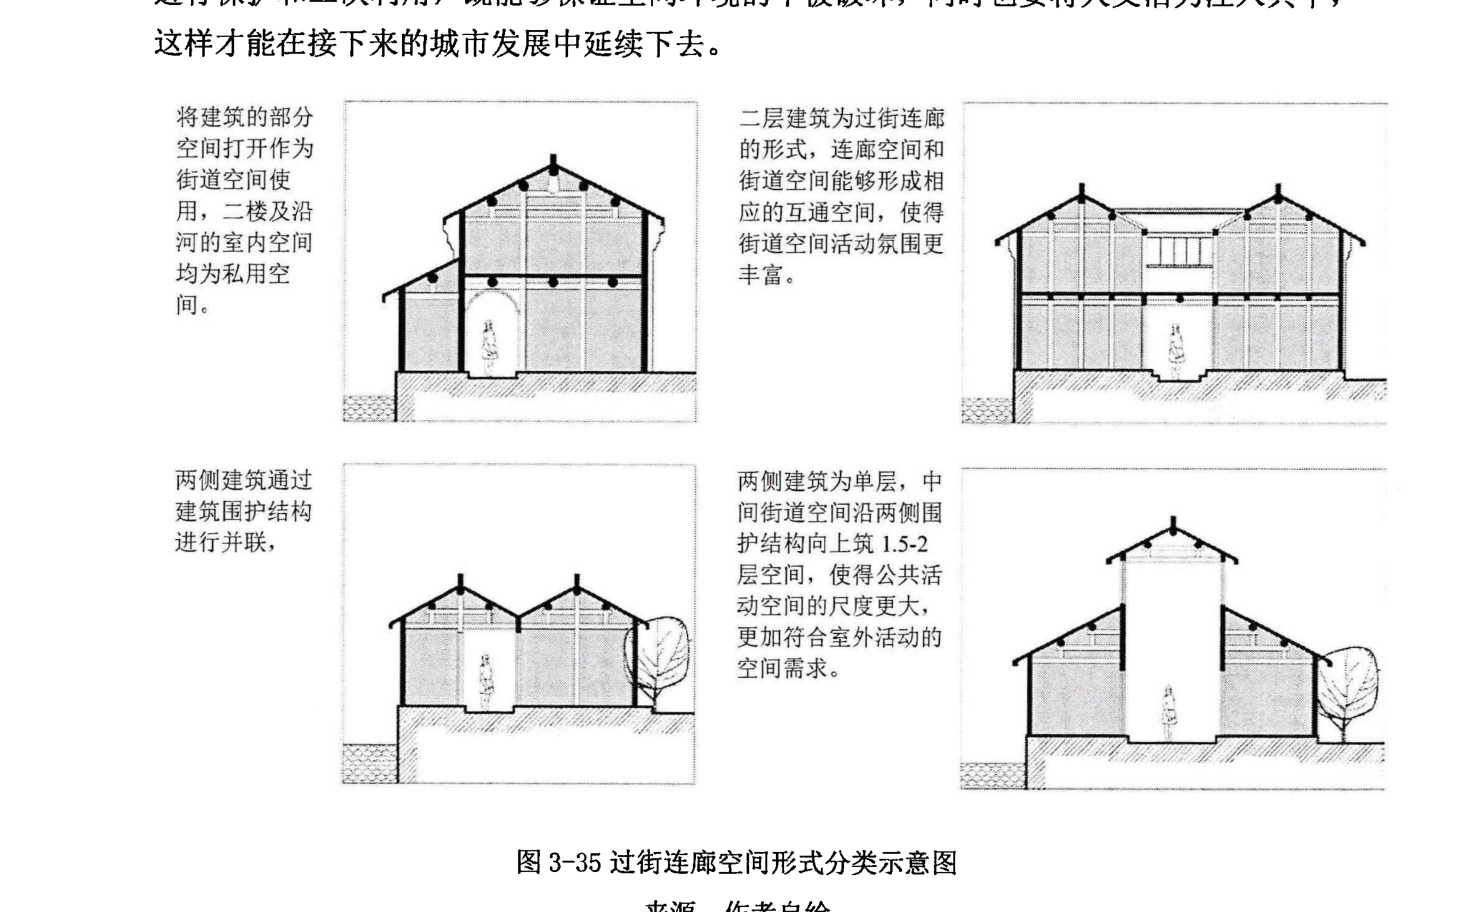 这样才能在接下来的城市发展中延续下去。
将建筑的部分
空间打开作为
街道空间使
用，二楼及沿
河的室内空间
均为私用空
间。
二层建筑为过街连廊
的形式，连廊空间和
街道空间能够形成相
应的互通空间，使得
街道空间活动氛围更
丰富。
两侧建筑通过
建筑围护结构
进行并联，
两侧建筑为单层，中
间街道空间沿两侧围
护结构向上筑 1.5-2
层空间，使得公共活
动空间的尺度更大，
更加符合室外活动的
空间需求。
图 3-35 过街连廊空间形式分类示意图